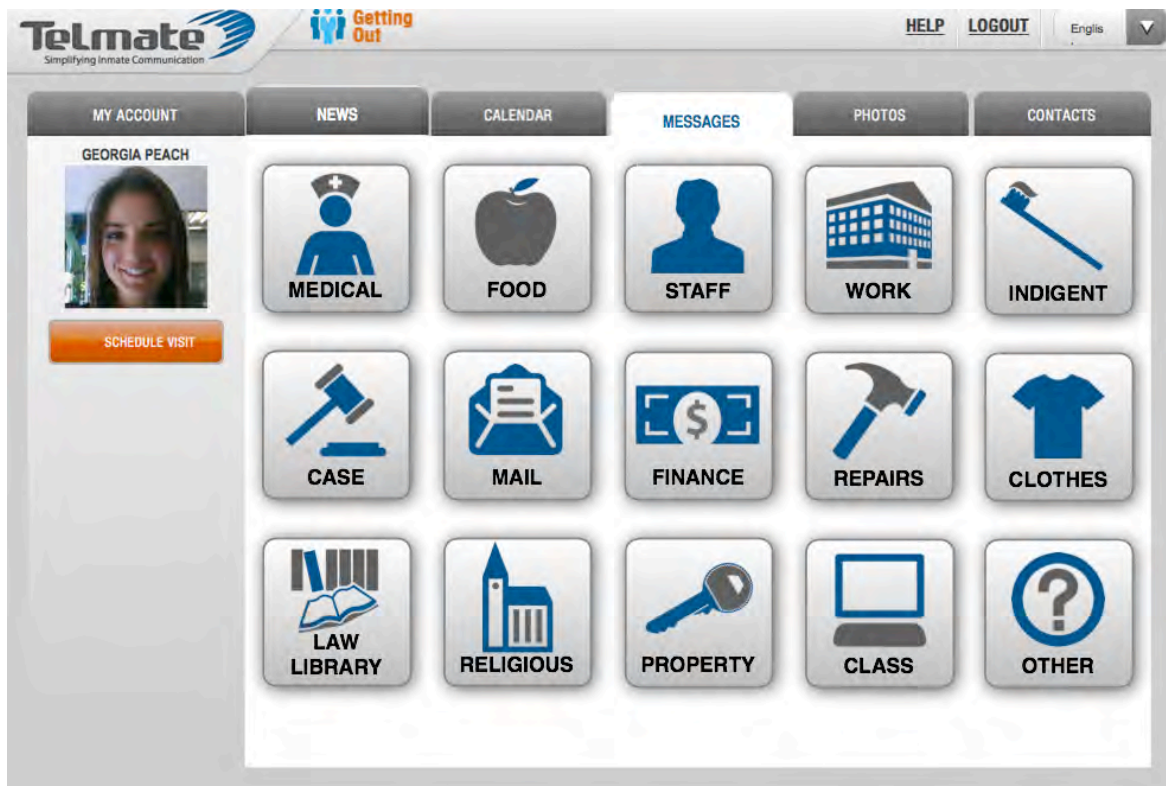 Telmate
Simplifying Inmate Communication
Getting
Out
HELP
LOGOUT
Englis
MY ACCOUNT
NEWS
CALENDAR
MESSAGES
PHOTOS
CONTACTS
GEORGIA PEACH
SCHEDULE VISIT
MEDICAL
FOOD
STAFF
WORK
INDIGENT
CASE
MAIL
$
FINANCE
REPAIRS
CLOTHES
LAW
LIBRARY
RELIGIOUS
PROPERTY
CLASS
?
OTHER